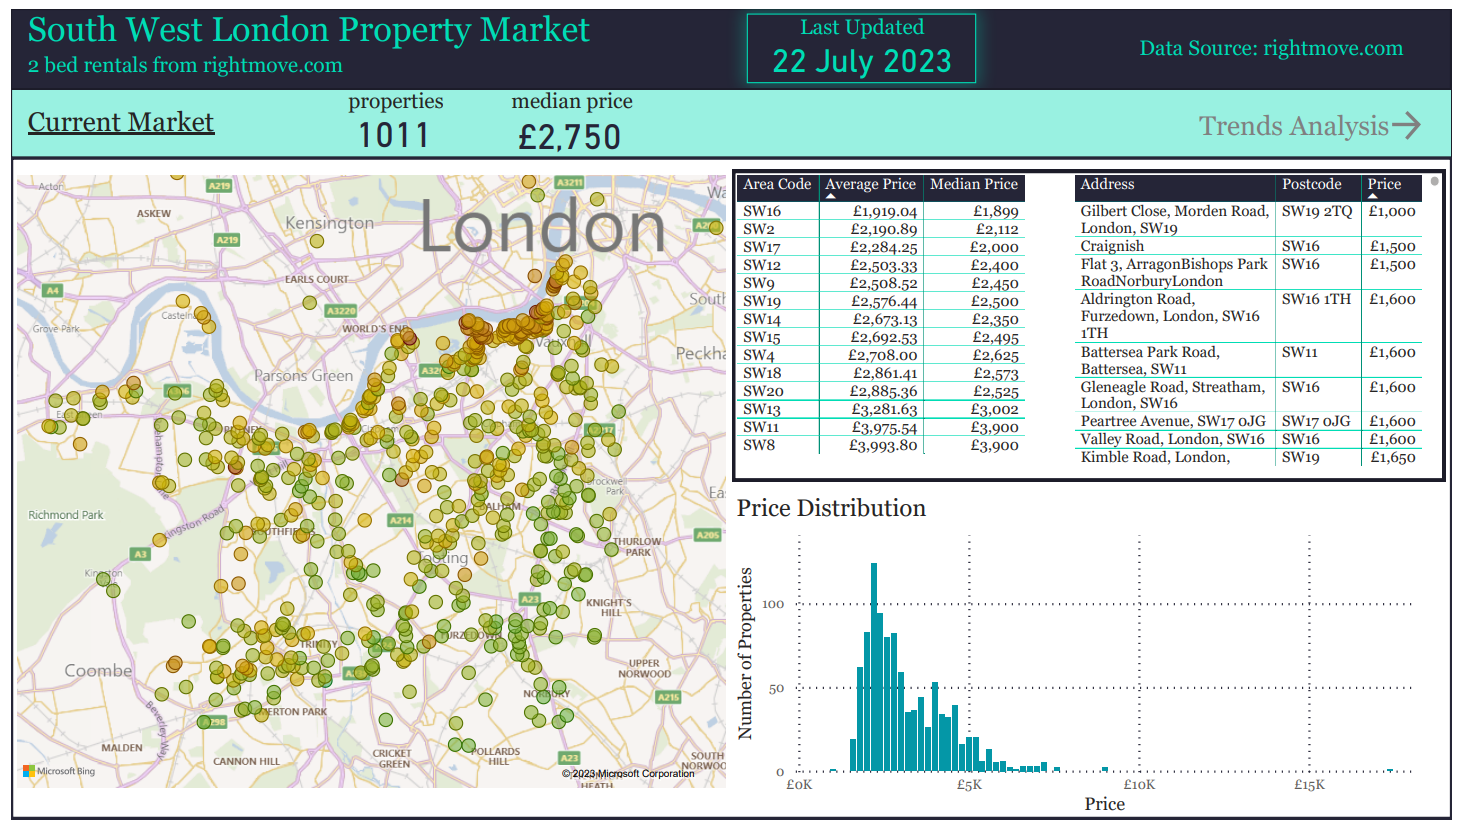 South West London Property Market
2 bed rentals from rightmove.com
Last Updated
22 July 2023
Data Source: rightmove.com
Current Market
properties
1011
median price
£2,750
Trends Analysis
Acton
A219
A3211
ASKEW
Kensington
London
A219
EARLS COURT
A4
Castelna
A3220
Grove Park
WORLD'S END
South
Vauxhall
Peckha
Parsons Green
Richmond Park
BALHAM
Brockwell
Park
A214
SOUTHFIE
Kingston Road
A205
THURLOW
PARK
A3
Tooting
Kingston
A23
KNIGHT'S
HILL
FURZEDOWN
TRINITY
Coombe
UPPER
NORWOOD
NORBURY
A215
MERTON PARK
A298
Beverley Way
MALDEN
CANNON HILL
CRICKET
GREEN
POLLARDS
HILL
A23
SOUTH
NORWOO
Microsoft Bing
© 2023 Microsoft Corporation
HEATH
Area Code Average Price Median Price
SW16 £1,919.04 £1,899
SW2 £2,190.89 £2,112
SW17 £2,284.25 £2,000
SW12 £2,503.33 £2,400
SW9 £2,508.52 £2,450
SW19 £2,576.44 £2,500
SW14 £2,673.13 £2,350
SW15 £2,692.53 £2,495
SW4 £2,708.00 £2,625
SW18 £2,861.41 £2,573
SW20 £2,885.36 £2,525
SW13 £3,281.63 £3,002
SW11 £3,975.54 £3,900
SW8 £3,993.80 £3,900
Address Postcode Price
Gilbert Close, Morden Road, SW19 2TQ £1,000
London, SW19
Craignish SW16 £1,500
Flat 3, ArragonBishops Park SW16 £1,500
RoadNorburyLondon
Aldrington Road, SW16 1TH £1,600
Furzedown, London, SW16
1TH
Battersea Park Road, SW11 £1,600
Battersea, SW11
Gleneagle Road, Streatham, SW16 £1,600
London, SW16
Peartree Avenue, SW17 0JG SW17 0JG £1,600
Valley Road, London, SW16 SW16 £1,600
Kimble Road, London, SW19 £1,650
Price Distribution
Number of Properties
100
50
0
£0K £5K £10K £15K
Price